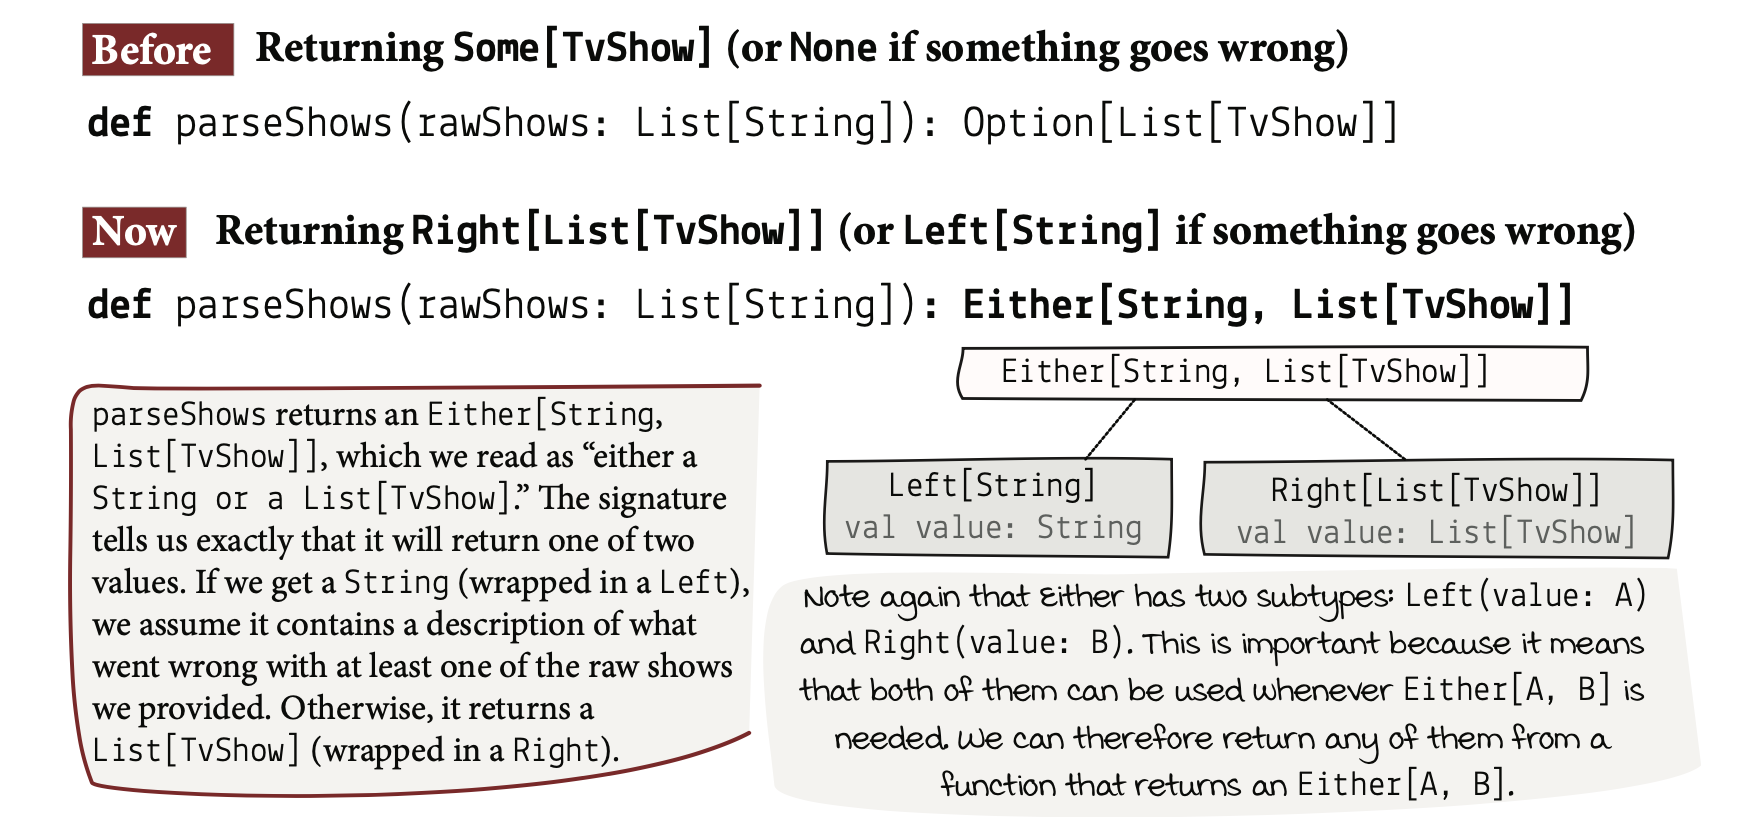 Before Returning Some[TvShow] (or None if something goes wrong)
def parseShows(rawShows: List[String]): Option[List[TvShow]]
Now Returning Right[List[TvShow]] (or Left[String] if something goes wrong)
def parseShows(rawShows: List[String]): Either[String, List[TvShow]]
Either[String, List[TvShow]]
Left[String]
val value: String
Right[List[TvShow]]
val value: List[TvShow]
parseShows returns an Either[String,
List[TvShow]], which we read as “either a
String or a List[TvShow].” The signature
tells us exactly that it will return one of two
values. If we get a String (wrapped in a Left),
we assume it contains a description of what
went wrong with at least one of the raw shows
we provided. Otherwise, it returns a
List[TvShow] (wrapped in a Right).
Note again that Either has two subtypes: Left(value: A)
and Right(value: B). This is important because it means
that both of them can be used whenever Either[A, B] is
needed. We can therefore return any of them from a
function that returns an Either[A, B].